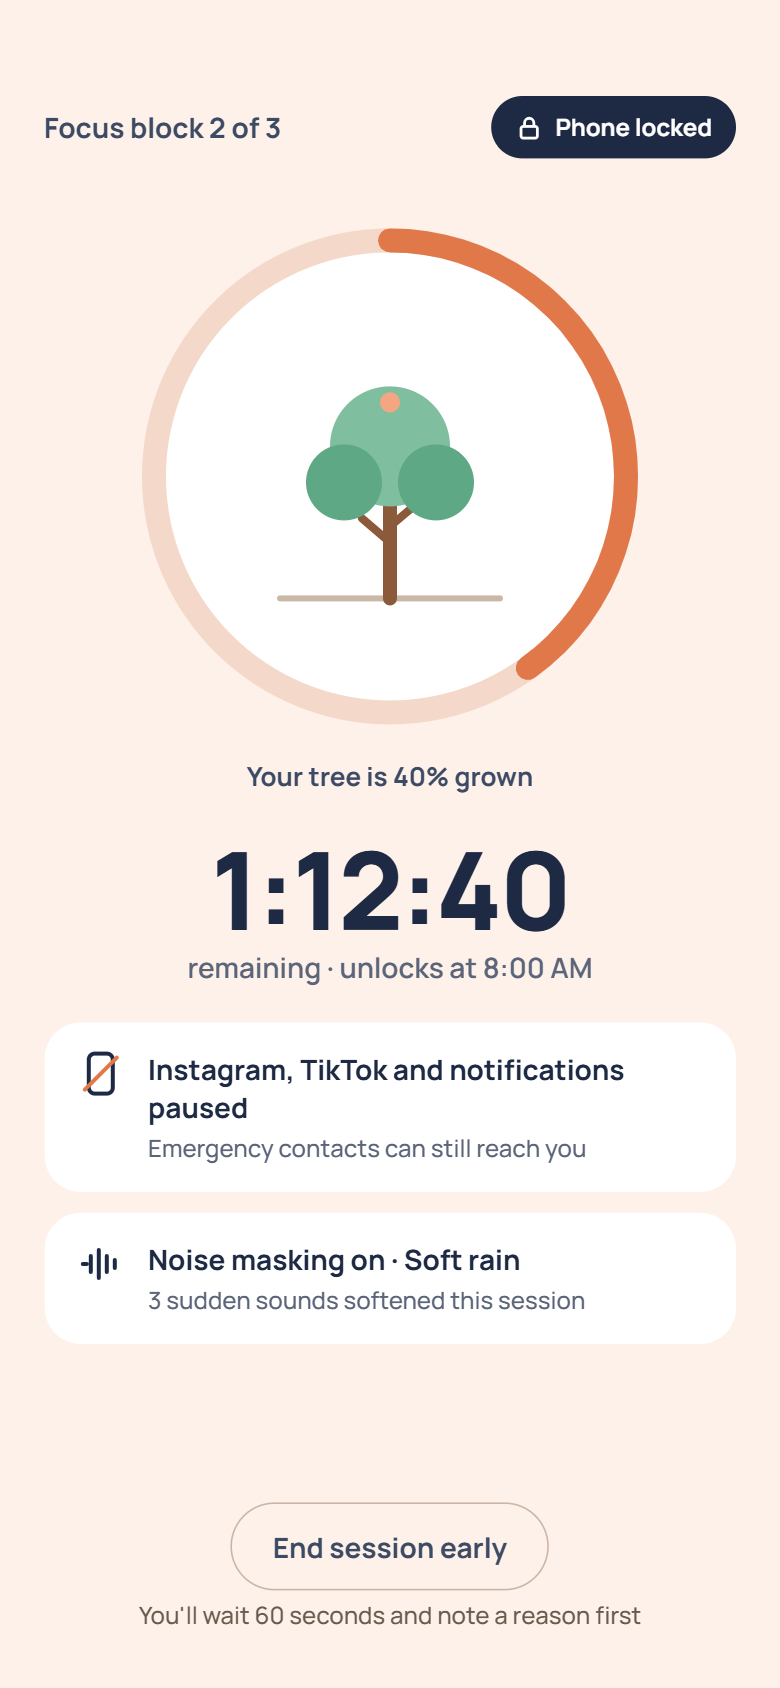 Focus block 2 of 3
Phone locked
Your tree is 40% grown
1:12:40
remaining · unlocks at 8:00 AM
Instagram, TikTok and notifications
paused
Emergency contacts can still reach you
Noise masking on · Soft rain
3 sudden sounds softened this session
End session early
You'll wait 60 seconds and note a reason first